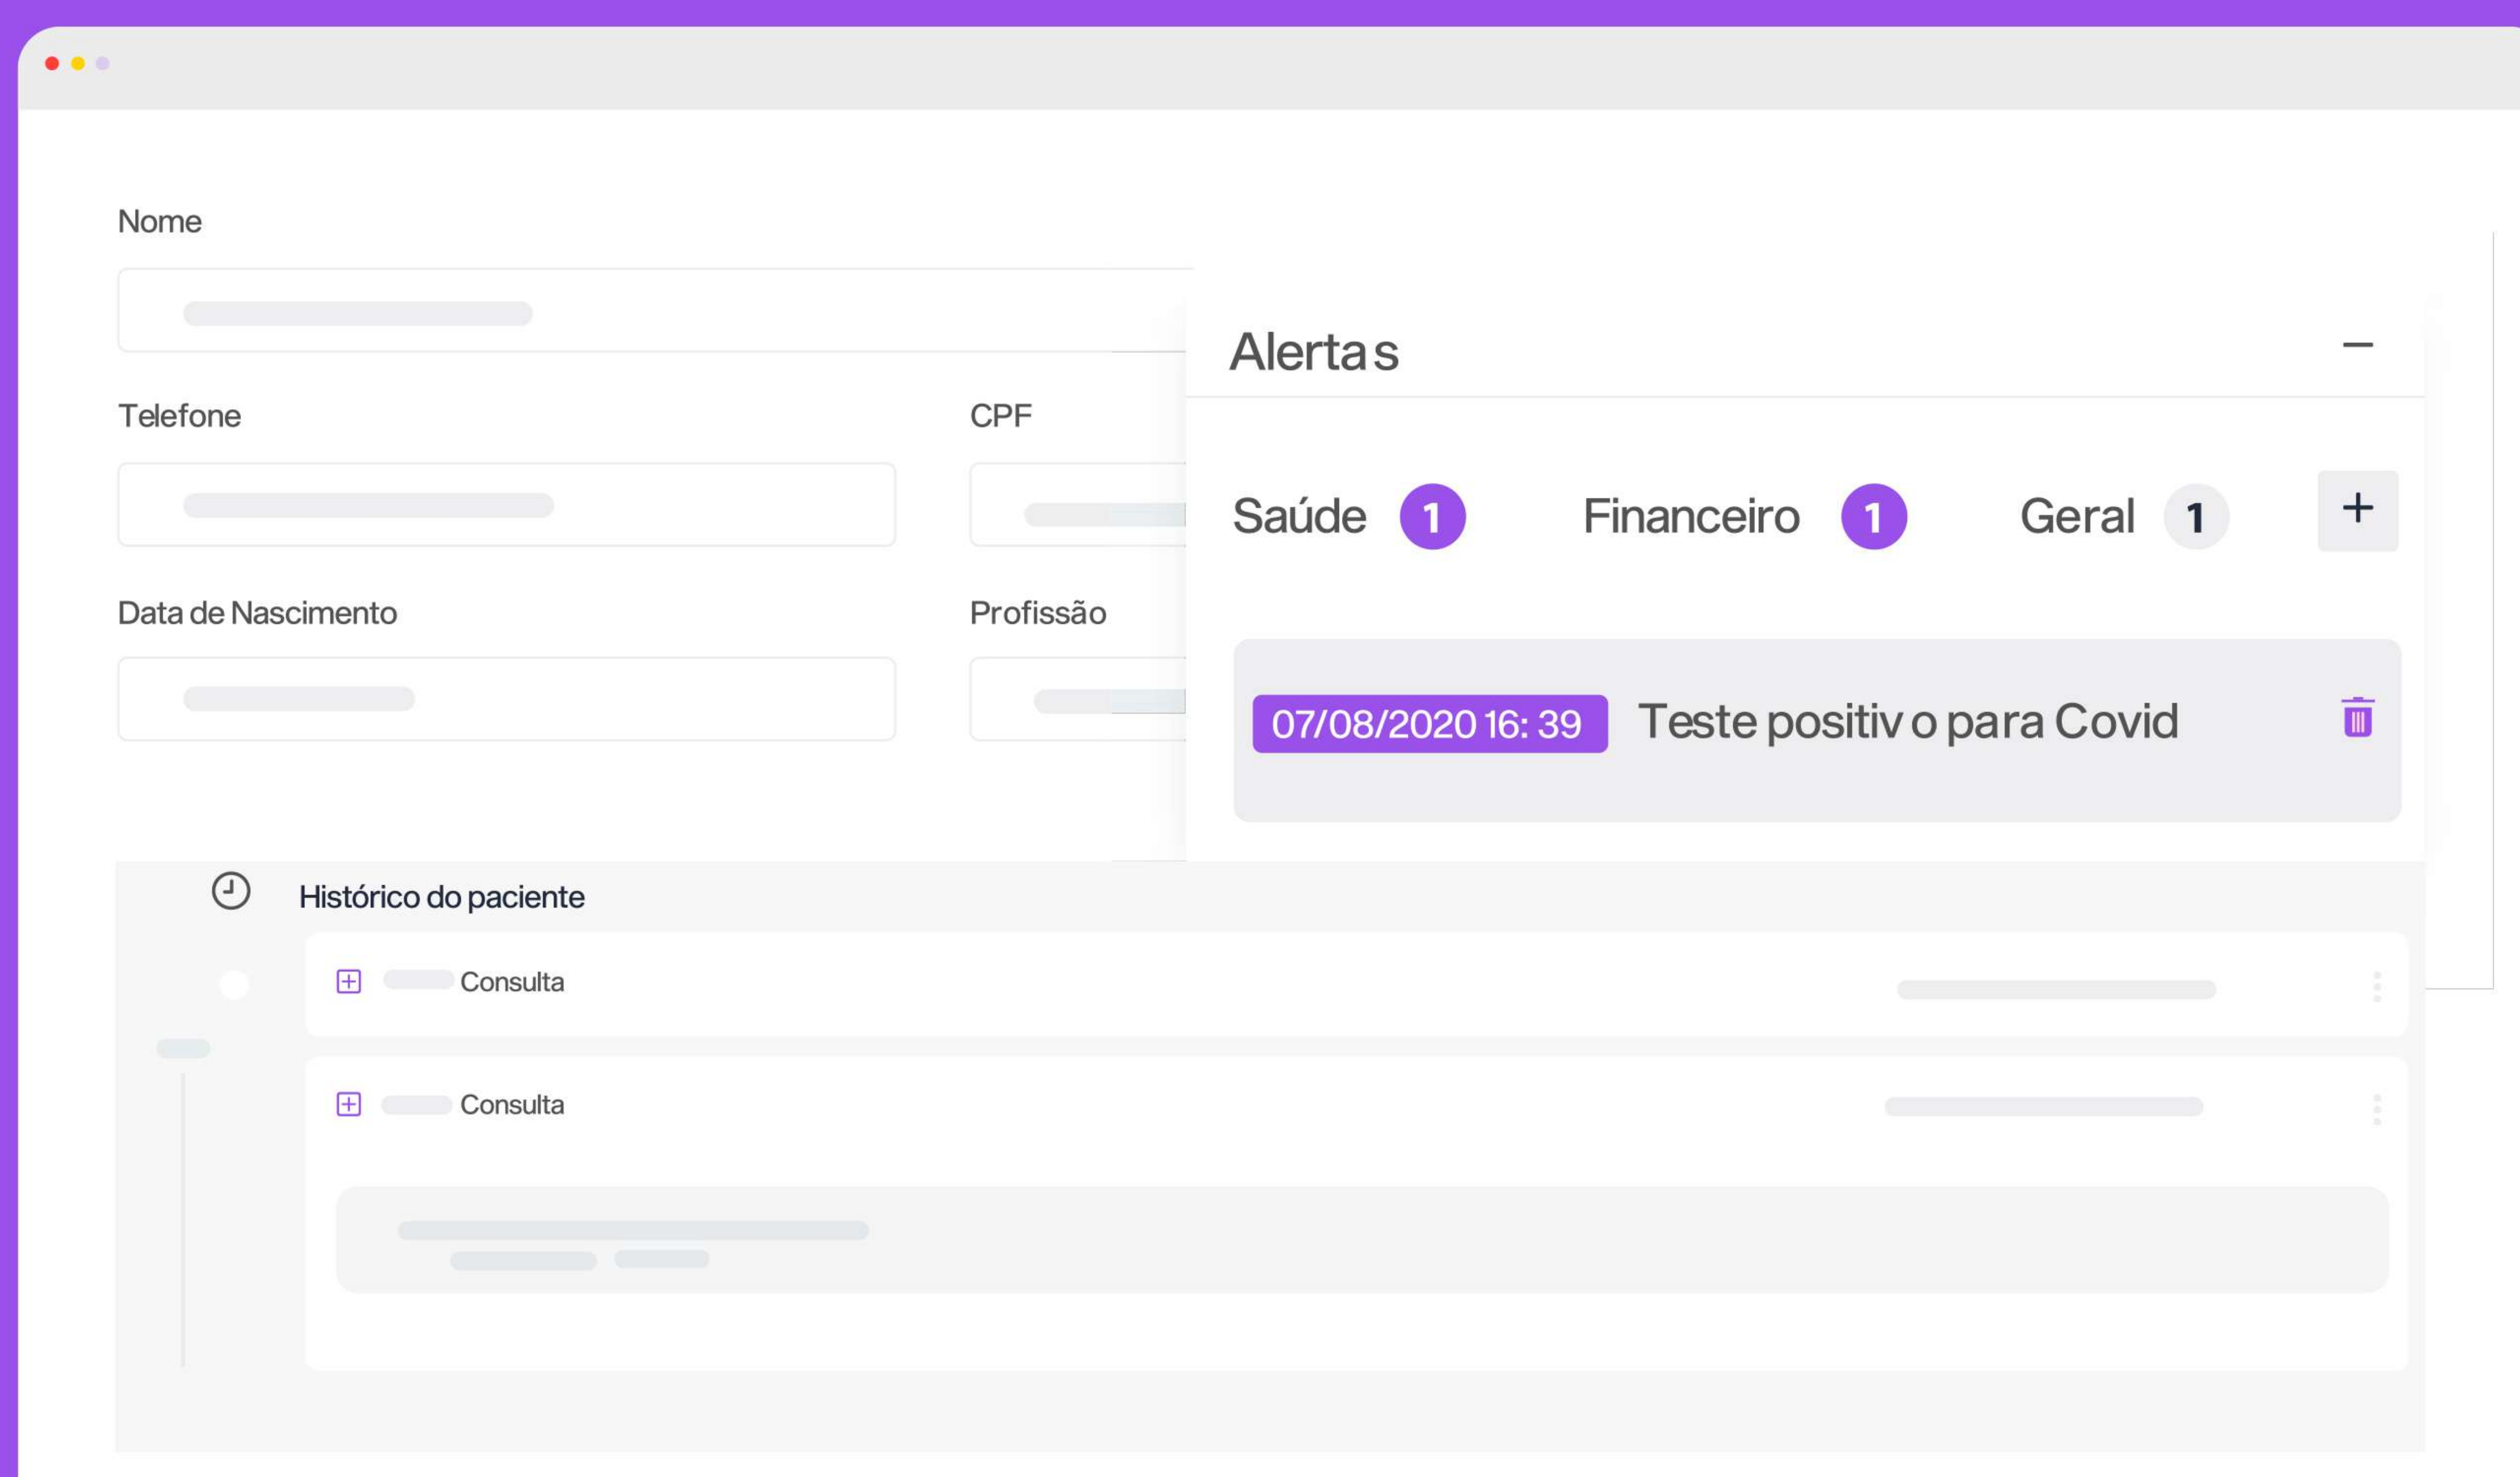 Nome
Alertas
Telefone
CPF
Saúde 1 Financeiro 1 Geral 1 +
Data de Nascimento
Profissão
07/08/2020 16:39 Teste positivo para Covid
Histórico do paciente
Consulta
Consulta